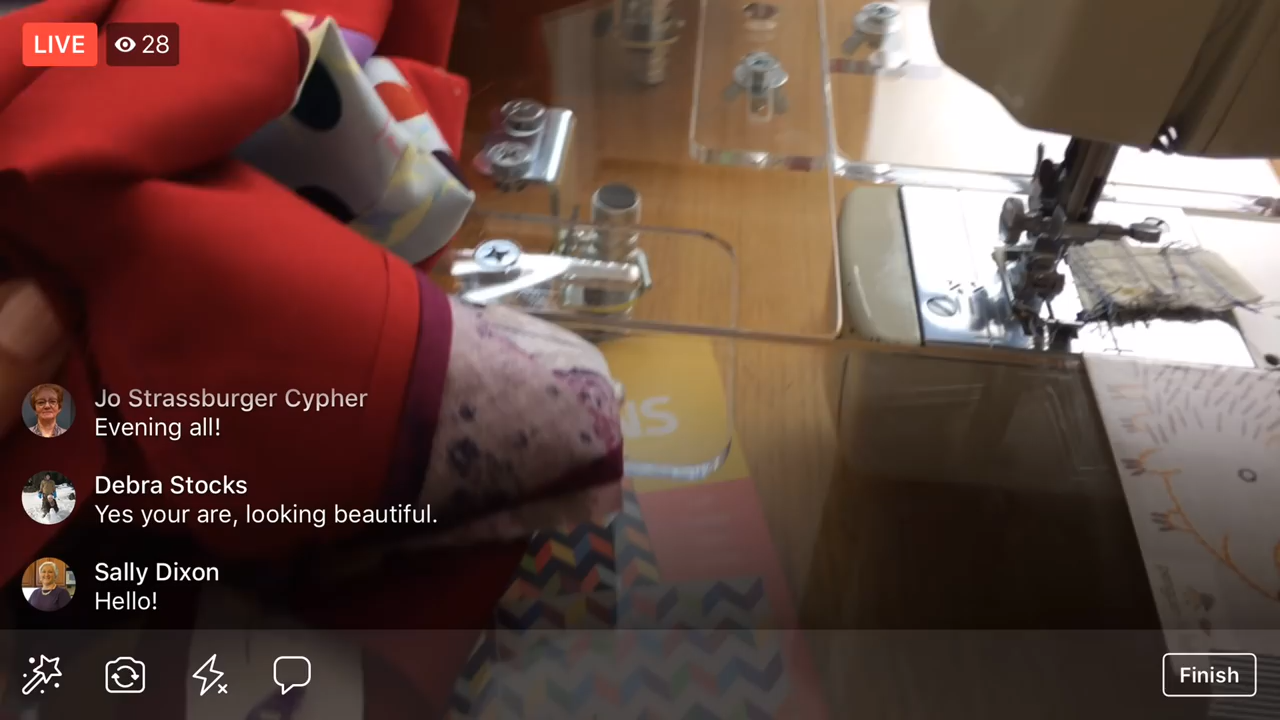 LIVE
28
Jo Strassburger Cypher
Evening all!
Debra Stocks
Yes your are, looking beautiful.
Sally Dixon
Hello!
Finish